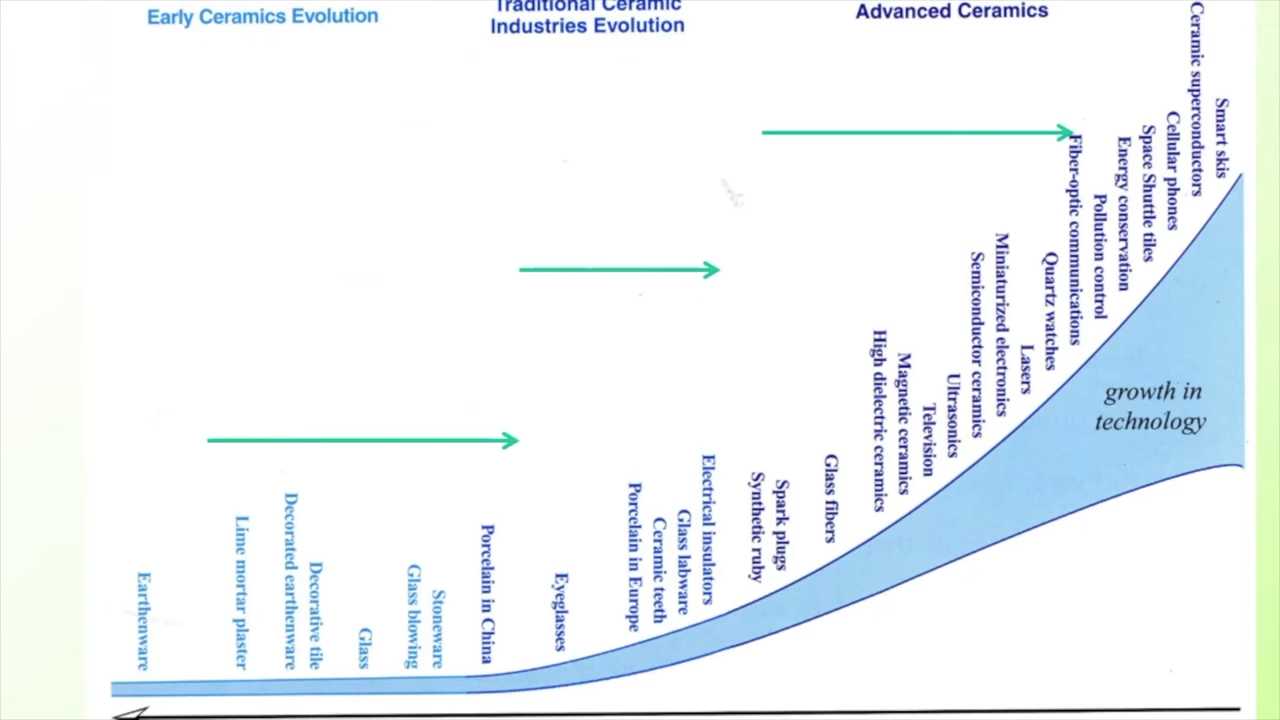 Early Ceramics Evolution
Traditional Ceramic
Industries Evolution
Advanced Ceramics
Earthenware
Lime mortar plaster
Decorated earthenware
Decorative tile
Glass
Glass blowing
Stoneware
Porcelain in China
Eyeglasses
Porcelain in Europe
Ceramic teeth
Glass labware
Electrical insulators
Synthetic ruby
Spark plugs
Glass fibers
High dielectric ceramics
Magnetic ceramics
Television
Ultrasonics
Semiconductor ceramics
Miniaturized electronics
Lasers
Quartz watches
Fiber-optic communications
Pollution control
Energy conservation
Space Shuttle tiles
Cellular phones
Ceramic superconductors
Smart skis
growth in
technology